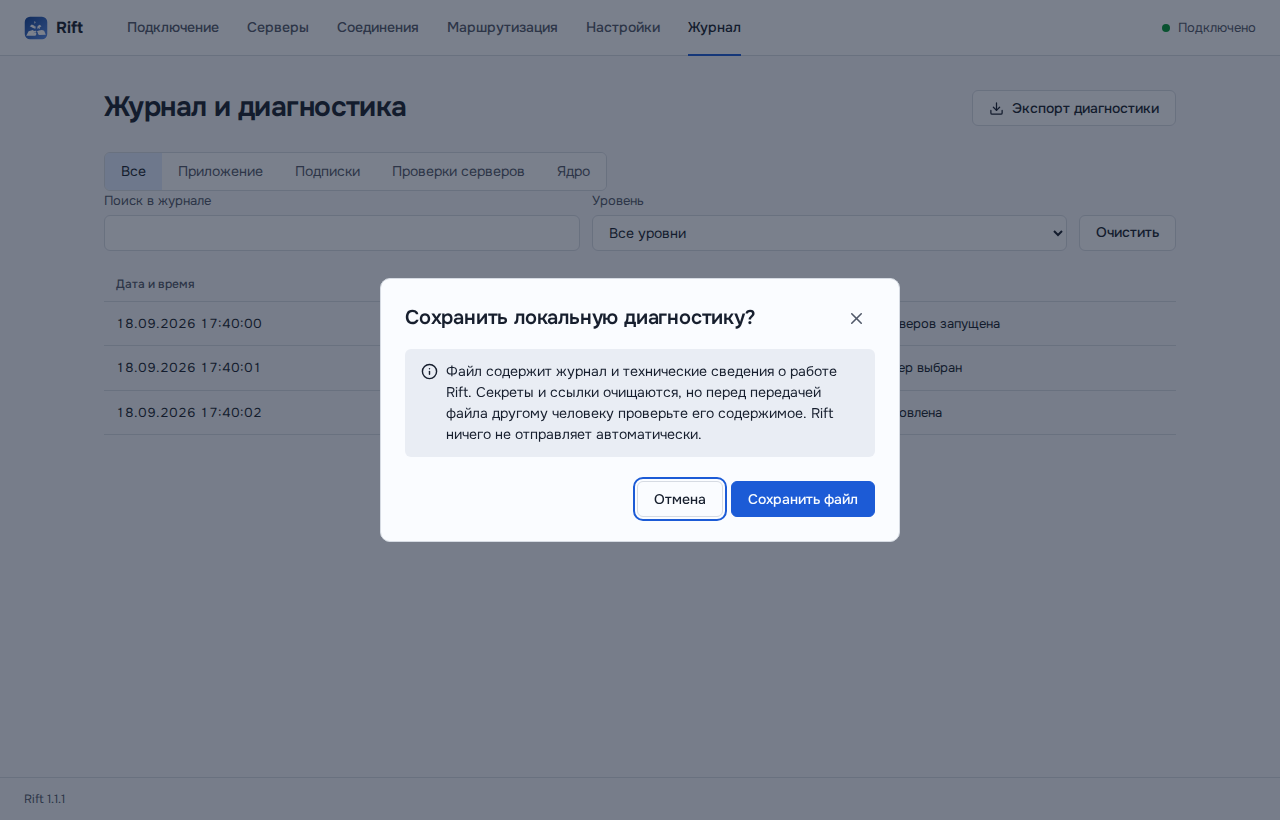 Rift
Подключение
Серверы
Соединения
Маршрутизация
Настройки
Журнал
Подключено
Журнал и диагностика
Экспорт диагностики
Все
Приложение
Подписки
Проверки серверов
Ядро
Поиск в журнале
Уровень
Все уровни
Очистить
Дата и время
18.09.2026 17:40:00
запущена
18.09.2026 17:40:01
выбран
18.09.2026 17:40:02
Сохранить локальную диагностику?
Файл содержит журнал и технические сведения о работе
Rift. Секреты и ссылки очищаются, но перед передачей
файла другому человеку проверьте его содержимое. Rift
ничего не отправляет автоматически.
Отмена
Сохранить файл
Rift 1.1.1